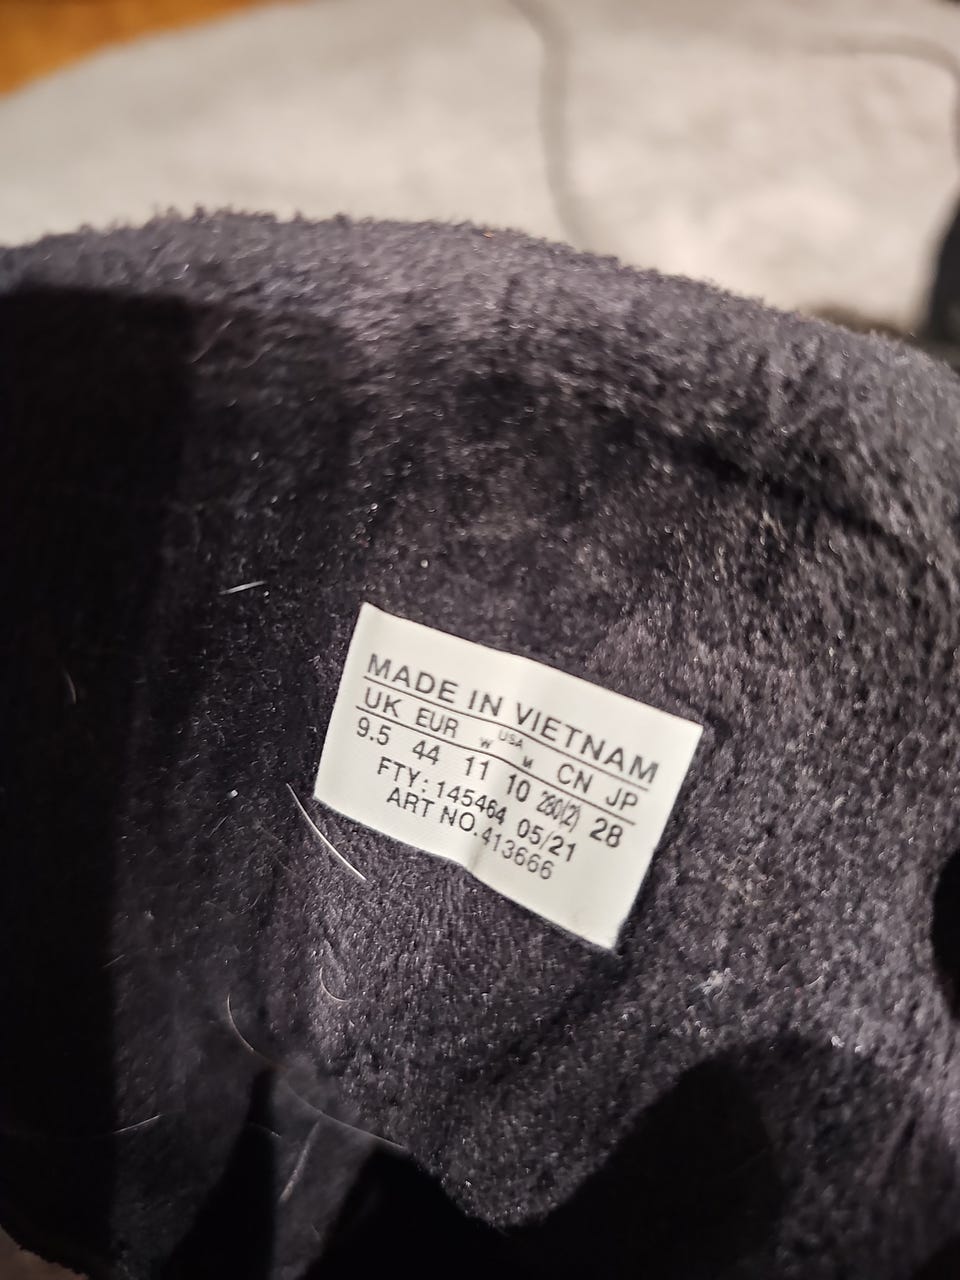 MADE IN VIETNAM
UK EUR W USA M CN JP
9.5 44 11 10 280(2) 28
FTY: 145464 05/21
ART NO.413666